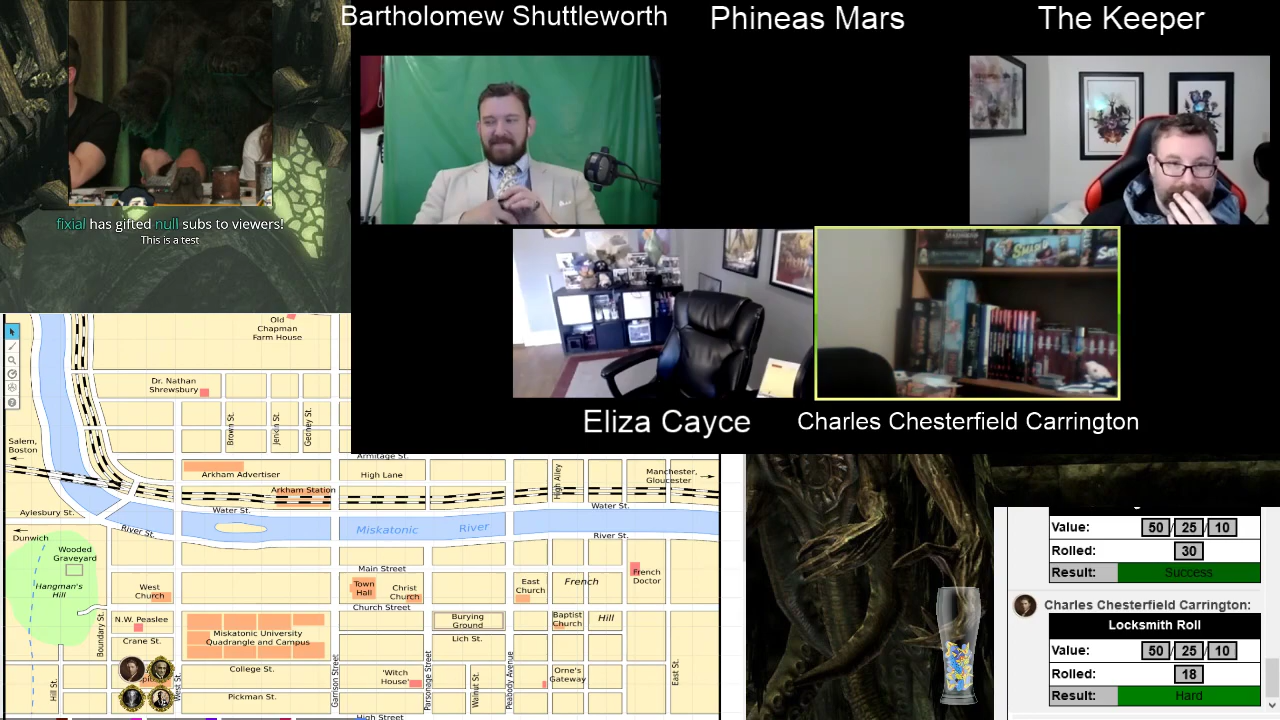 Bartholomew Shuttleworth
Phineas Mars
The Keeper
fixial has gifted null subs to viewers!
This is a test
Eliza Cayce
Charles Chesterfield Carrington
Old
Chapman
Farm House
Dr. Nathan
Shrewsbury
Brown St.
Jenkin St.
Gedney St.
Salem,
Boston
Armitage St.
Arkham Advertiser
High Lane
High Alley
Manchester,
Gloucester
Arkham Station
Water St.
Water St.
Aylesbury St.
River St.
Miskatonic
River
River St.
Dunwich
Wooded
Graveyard
Hangman's
Hill
Main Street
West
Church
Town
Hall
Christ
Church
East
Church
French
French
Doctor
Church Street
N.W. Peaslee
Boundary St.
Crane St.
Miskatonic University
Quadrangle and Campus
Burying
Ground
Baptist
Church
Hill
Lich St.
College St.
'Witch
House'
Orne's
Gateway
Hill St.
West St.
Garrison Street
Parsonage Street
Walnut St.
Peabody Avenue
East St.
Pickman St.
High Street
Value: 50 / 25 / 10
Rolled: 30
Result: Success
Charles Chesterfield Carrington:
Locksmith Roll
Value: 50 / 25 / 10
Rolled: 18
Result: Hard